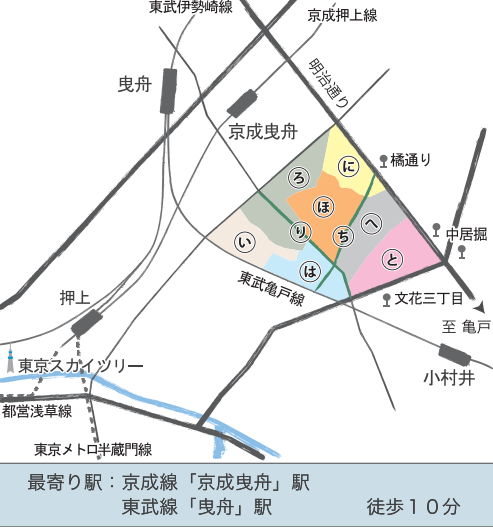 東武伊勢崎線
京成押上線
明治通り
曳舟
京成曳舟
橘通り
に
ろ
ほ
へ
り
ち
い
と
は
中居掘
東武亀戸線
押上
文花三丁目
至 亀戸
東京スカイツリー
小村井
都営浅草線
東京メトロ半蔵門線
最寄り駅：京成線「京成曳舟」駅
東武線「曳舟」駅 徒歩１０分